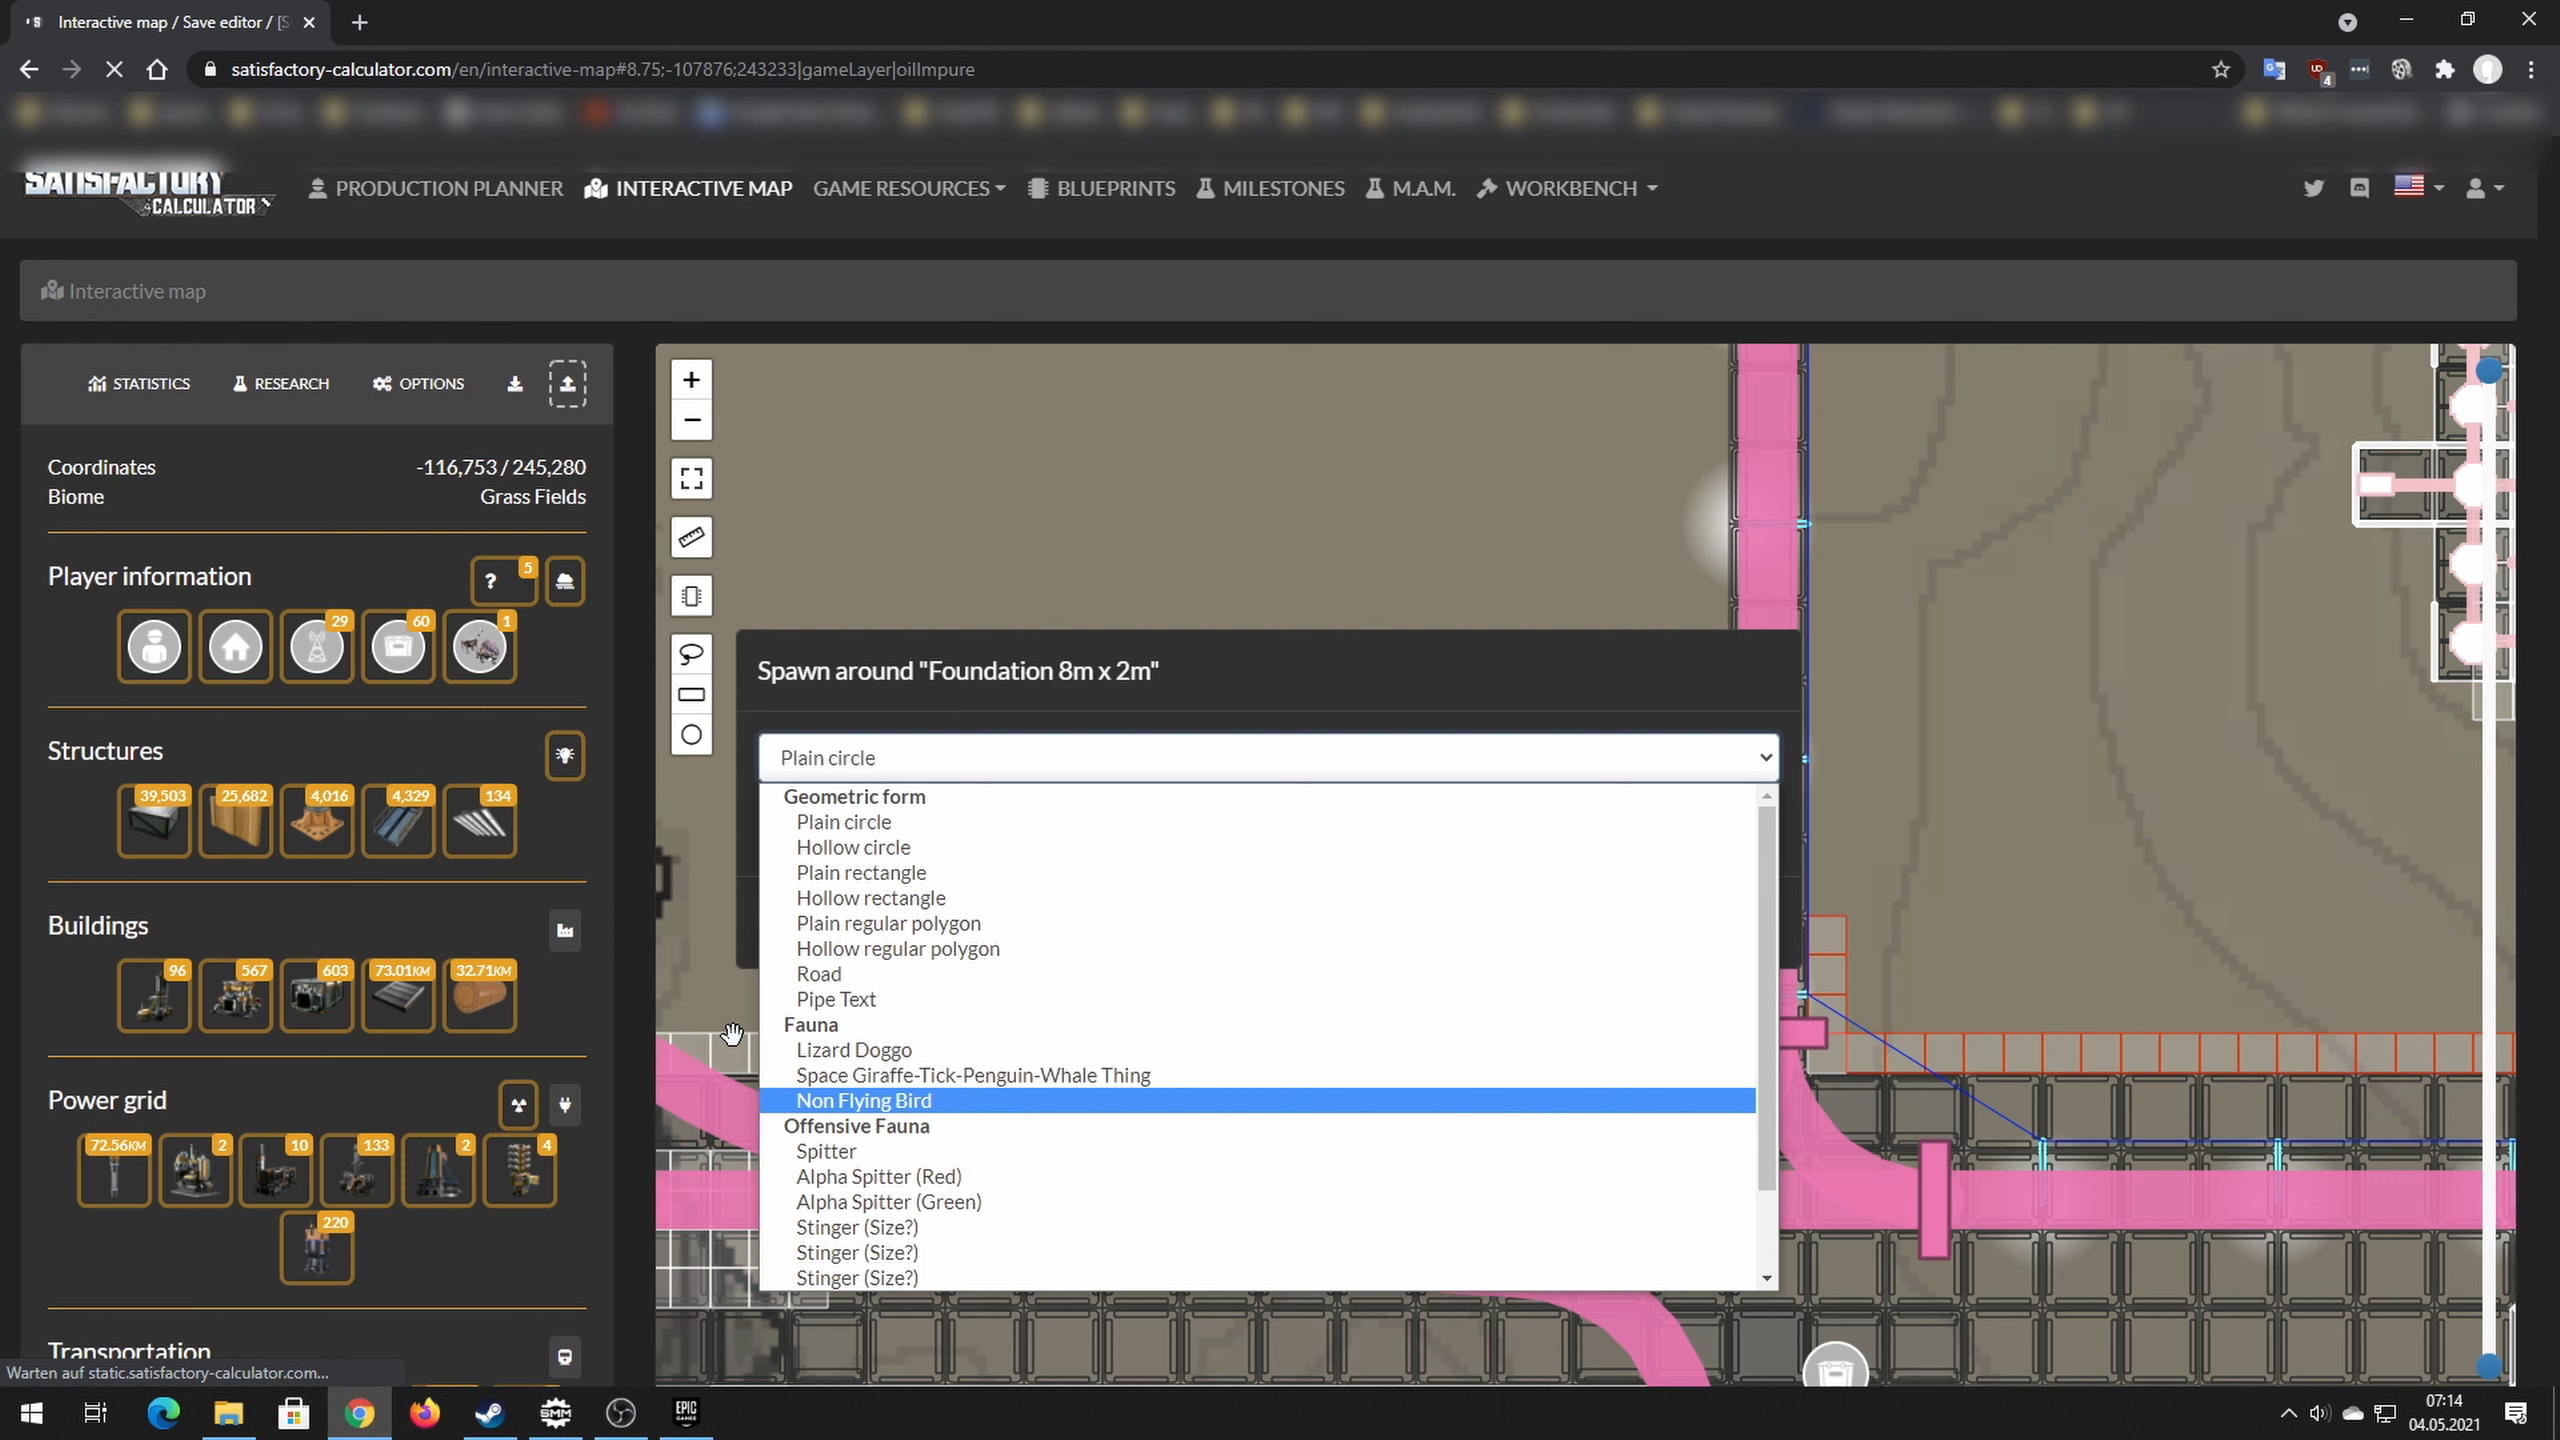 Interactive map / Save editor / [S
satisfactory-calculator.com/en/interactive-map#8.75;-107876;243233|gameLayer|oilImpure
4
SATISFACTORY
CALCULATOR
PRODUCTION PLANNER
INTERACTIVE MAP
GAME RESOURCES
BLUEPRINTS
MILESTONES
M.A.M.
WORKBENCH
Interactive map
STATISTICS
RESEARCH
OPTIONS
Coordinates
-116,753 / 245,280
Biome
Grass Fields
Player information
? 5
29
60
1
Structures
39,503
25,682
4,016
4,329
134
Buildings
96
567
603
73.01KM
32.71KM
Power grid
72.56KM
2
10
133
2
4
220
Transportation
Warten auf static.satisfactory-calculator.com...
+
−
Spawn around "Foundation 8m x 2m"
Plain circle
Geometric form
Plain circle
Hollow circle
Plain rectangle
Hollow rectangle
Plain regular polygon
Hollow regular polygon
Road
Pipe Text
Fauna
Lizard Doggo
Space Giraffe-Tick-Penguin-Whale Thing
Non Flying Bird
Offensive Fauna
Spitter
Alpha Spitter (Red)
Alpha Spitter (Green)
Stinger (Size?)
Stinger (Size?)
Stinger (Size?)
SMM
EPIC
GAMES
07:14
04.05.2021